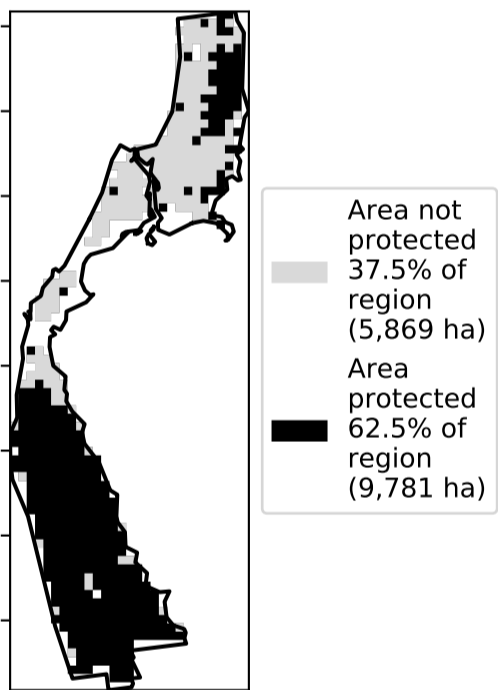 Area not
protected
37.5% of
region
(5,869 ha)
Area
protected
62.5% of
region
(9,781 ha)